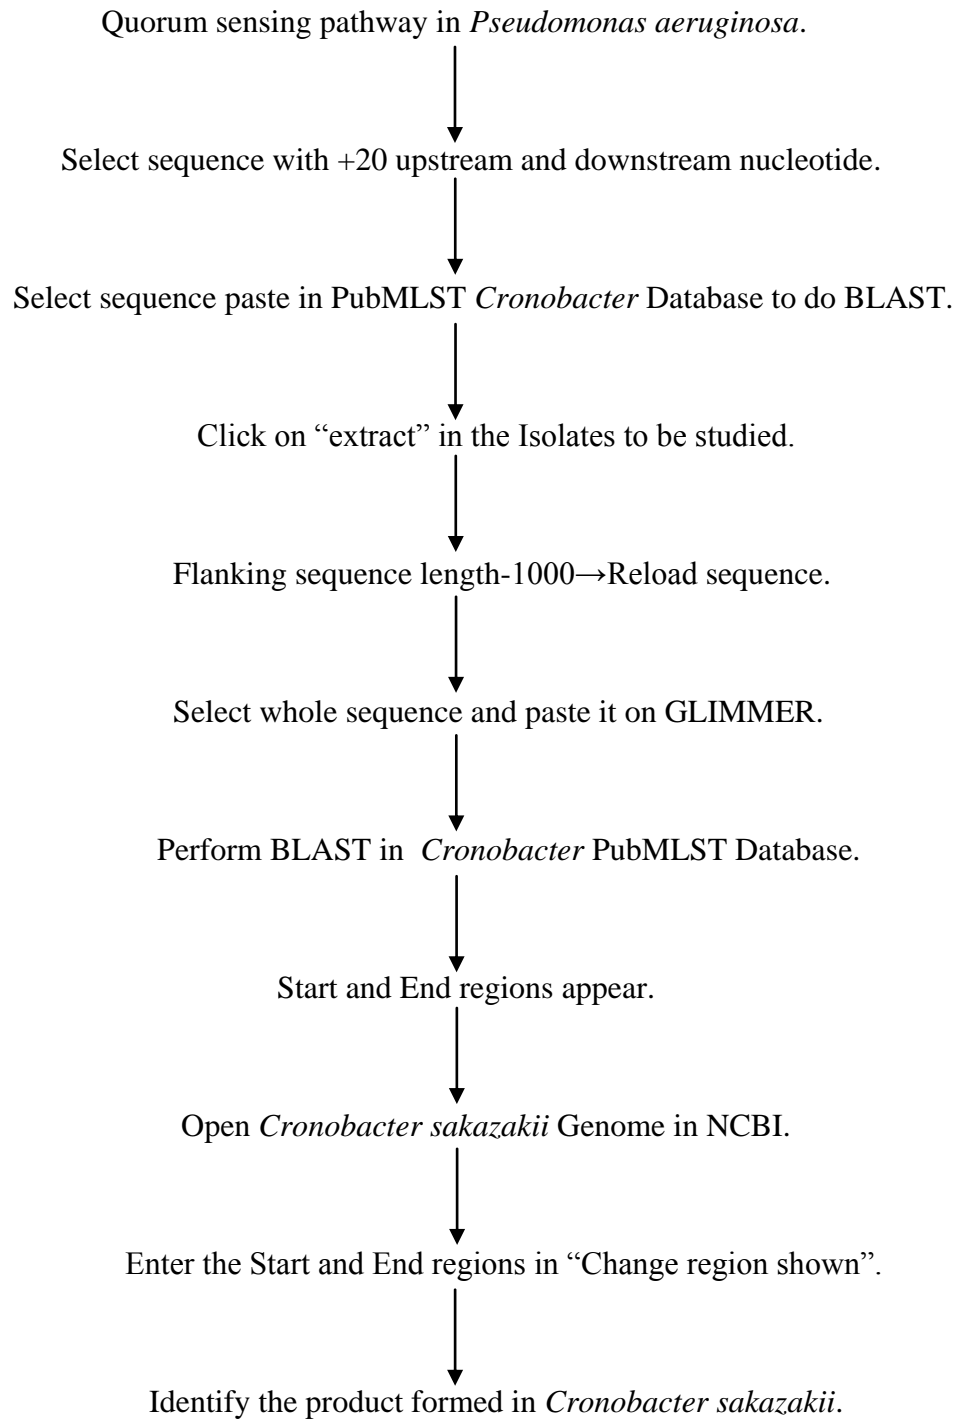 Quorum sensing pathway in Pseudomonas aeruginosa.
Select sequence with +20 upstream and downstream nucleotide.
Select sequence paste in PubMLST Cronobacter Database to do BLAST.
Click on “extract” in the Isolates to be studied.
Flanking sequence length-1000→Reload sequence.
Select whole sequence and paste it on GLIMMER.
Perform BLAST in Cronobacter PubMLST Database.
Start and End regions appear.
Open Cronobacter sakazakii Genome in NCBI.
Enter the Start and End regions in “Change region shown”.
Identify the product formed in Cronobacter sakazakii.